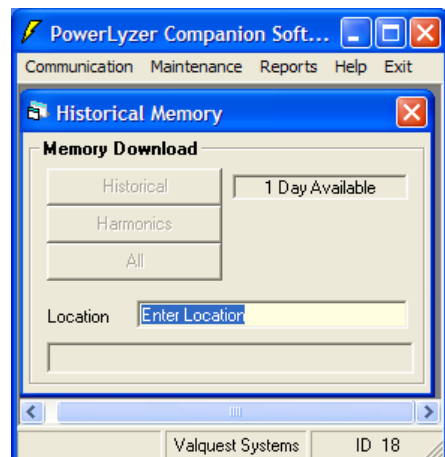 PowerLyzer Companion Soft...
Communication Maintenance Reports Help Exit
Historical Memory
Memory Download
Historical
1 Day Available
Harmonics
All
Location Enter Location
Valquest Systems ID 18